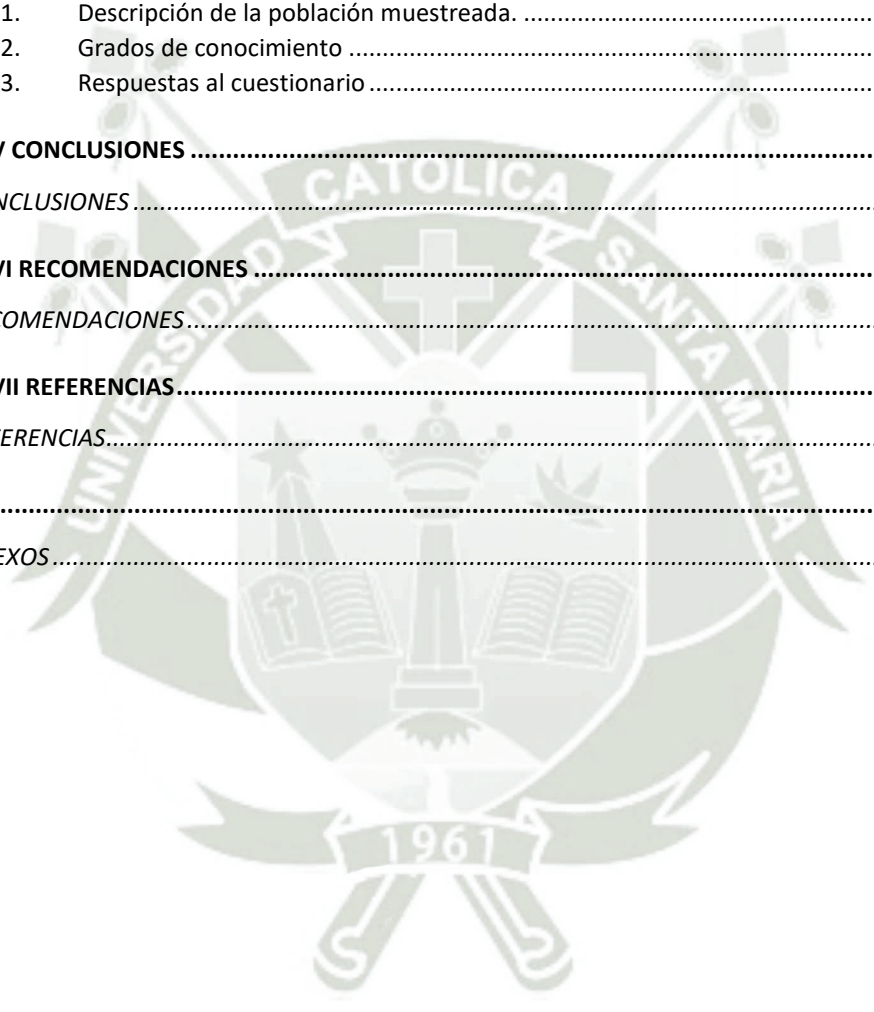 1. Descripción de la población muestreada. ........................................................................
2. Grados de conocimiento ........................................................................
3. Respuestas al cuestionario ........................................................................
V CONCLUSIONES ........................................................................
NCLUSIONES ........................................................................
VI RECOMENDACIONES ........................................................................
COMENDACIONES ........................................................................
VII REFERENCIAS ........................................................................
FERENCIAS ........................................................................
........................................................................
EXOS ........................................................................
UNIVERSIDAD CATOLICA SANTA MARIA
1961